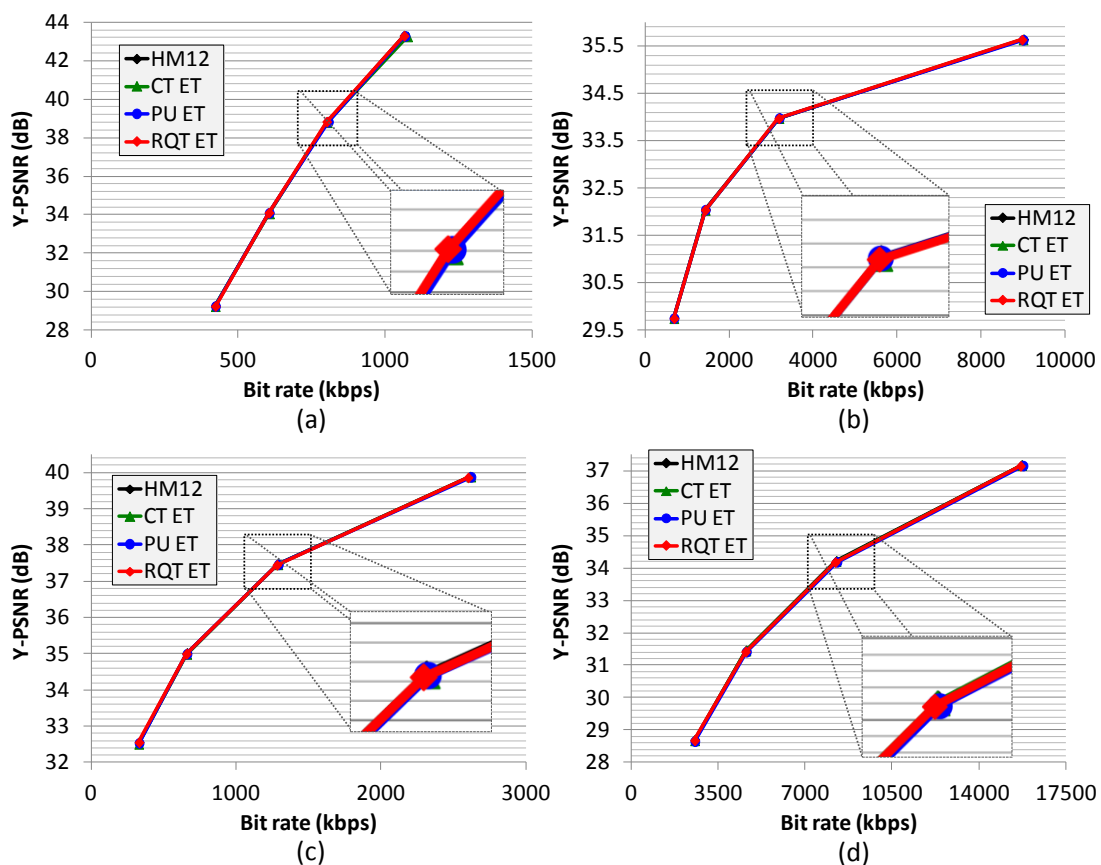 44
42
40
38
36
34
32
30
28
Y-PSNR (dB)
HM12
CT ET
PU ET
RQT ET
0 500 1000 1500
Bit rate (kbps)
(a)
35.5
34.5
33.5
32.5
31.5
30.5
29.5
Y-PSNR (dB)
HM12
CT ET
PU ET
RQT ET
0 2000 4000 6000 8000 10000
Bit rate (kbps)
(b)
40
39
38
37
36
35
34
33
32
Y-PSNR (dB)
HM12
CT ET
PU ET
RQT ET
0 1000 2000 3000
Bit rate (kbps)
(c)
37
36
35
34
33
32
31
30
29
28
Y-PSNR (dB)
HM12
CT ET
PU ET
RQT ET
0 3500 7000 10500 14000 17500
Bit rate (kbps)
(d)